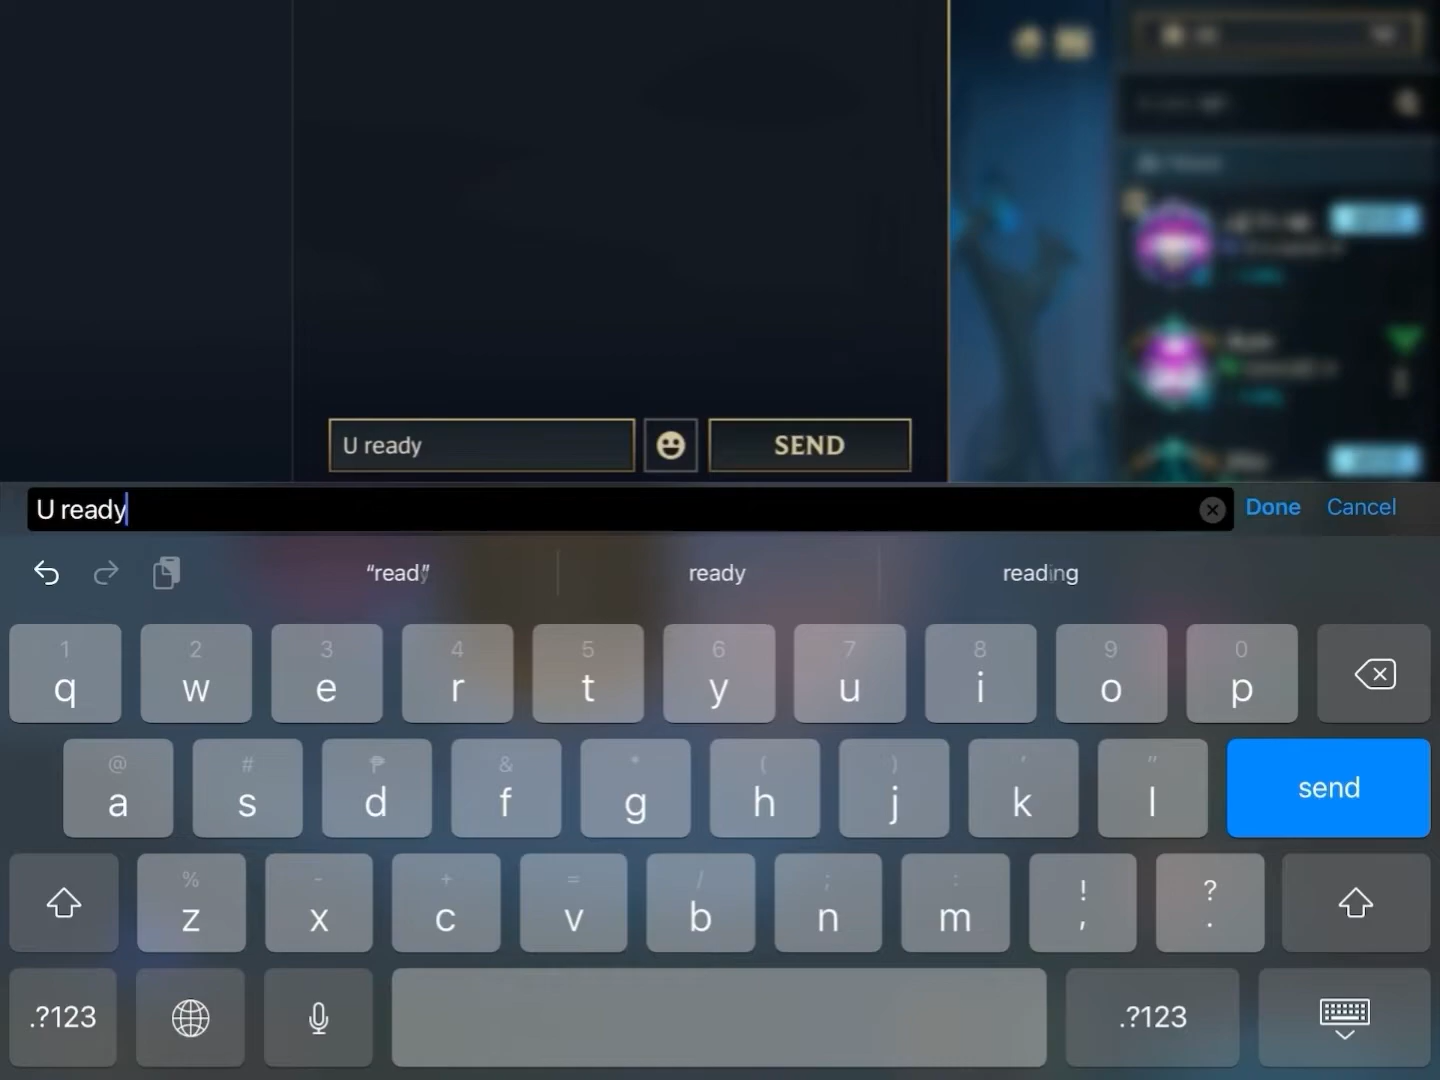 U ready
SEND
U ready
Done
Cancel
“ready”
ready
reading
1 2 3 4 5 6 7 8 9 0
q w e r t y u i o p
@ # ₱ & * ( ) ' "
a s d f g h j k l
send
% - + = / ; : ! ?
z x c v b n m , .
.?123
.?123